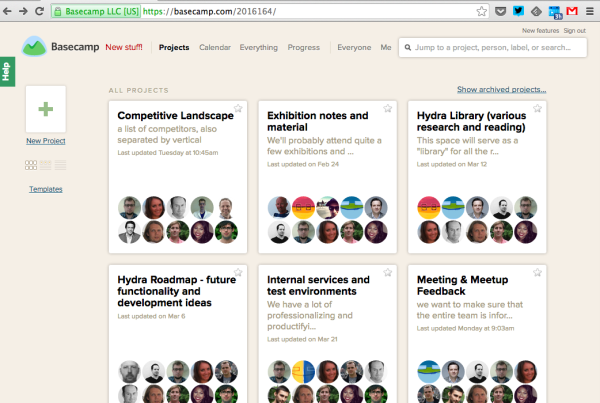 Basecamp LLC [US]
https://basecamp.com/2016164/
New features Sign out
Basecamp New stuff! Projects Calendar Everything Progress Everyone Me
Jump to a project, person, label, or search...
Help
ALL PROJECTS
Show archived projects...
New Project
Templates
Competitive Landscape
a list of competitors, also
separated by vertical
Last updated Tuesday at 10:45am
Exhibition notes and
material
We'll probably attend quite a
few exhibitions and ...
Last updated on Feb 24
Hydra Library (various
research and reading)
This space will serve as a
"library" for all the r...
Last updated on Mar 12
Hydra Roadmap - future
functionality and
development ideas
Last updated on Mar 6
Internal services and
test environments
We have a lot of
professionalizing and
productifyi...
Last updated on Mar 21
Meeting & Meetup
Feedback
we want to make sure that
the entire team is infor...
Last updated Monday at 9:03am